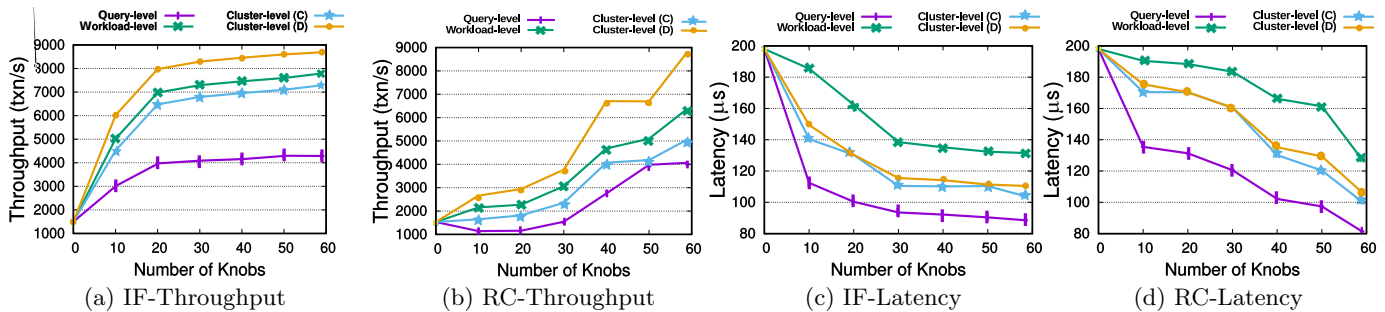 Query-level
Workload-level
Cluster-level (C)
Cluster-level (D)
9000
8000
7000
6000
5000
4000
3000
2000
1000
Throughput (txn/s)
0 10 20 30 40 50 60
Number of Knobs
(a) IF-Throughput
Query-level
Workload-level
Cluster-level (C)
Cluster-level (D)
9000
8000
7000
6000
5000
4000
3000
2000
1000
Throughput (txn/s)
0 10 20 30 40 50 60
Number of Knobs
(b) RC-Throughput
Query-level
Workload-level
Cluster-level (C)
Cluster-level (D)
200
180
160
140
120
100
80
Latency (μs)
0 10 20 30 40 50 60
Number of Knobs
(c) IF-Latency
Query-level
Workload-level
Cluster-level (C)
Cluster-level (D)
200
180
160
140
120
100
80
Latency (μs)
0 10 20 30 40 50 60
Number of Knobs
(d) RC-Latency